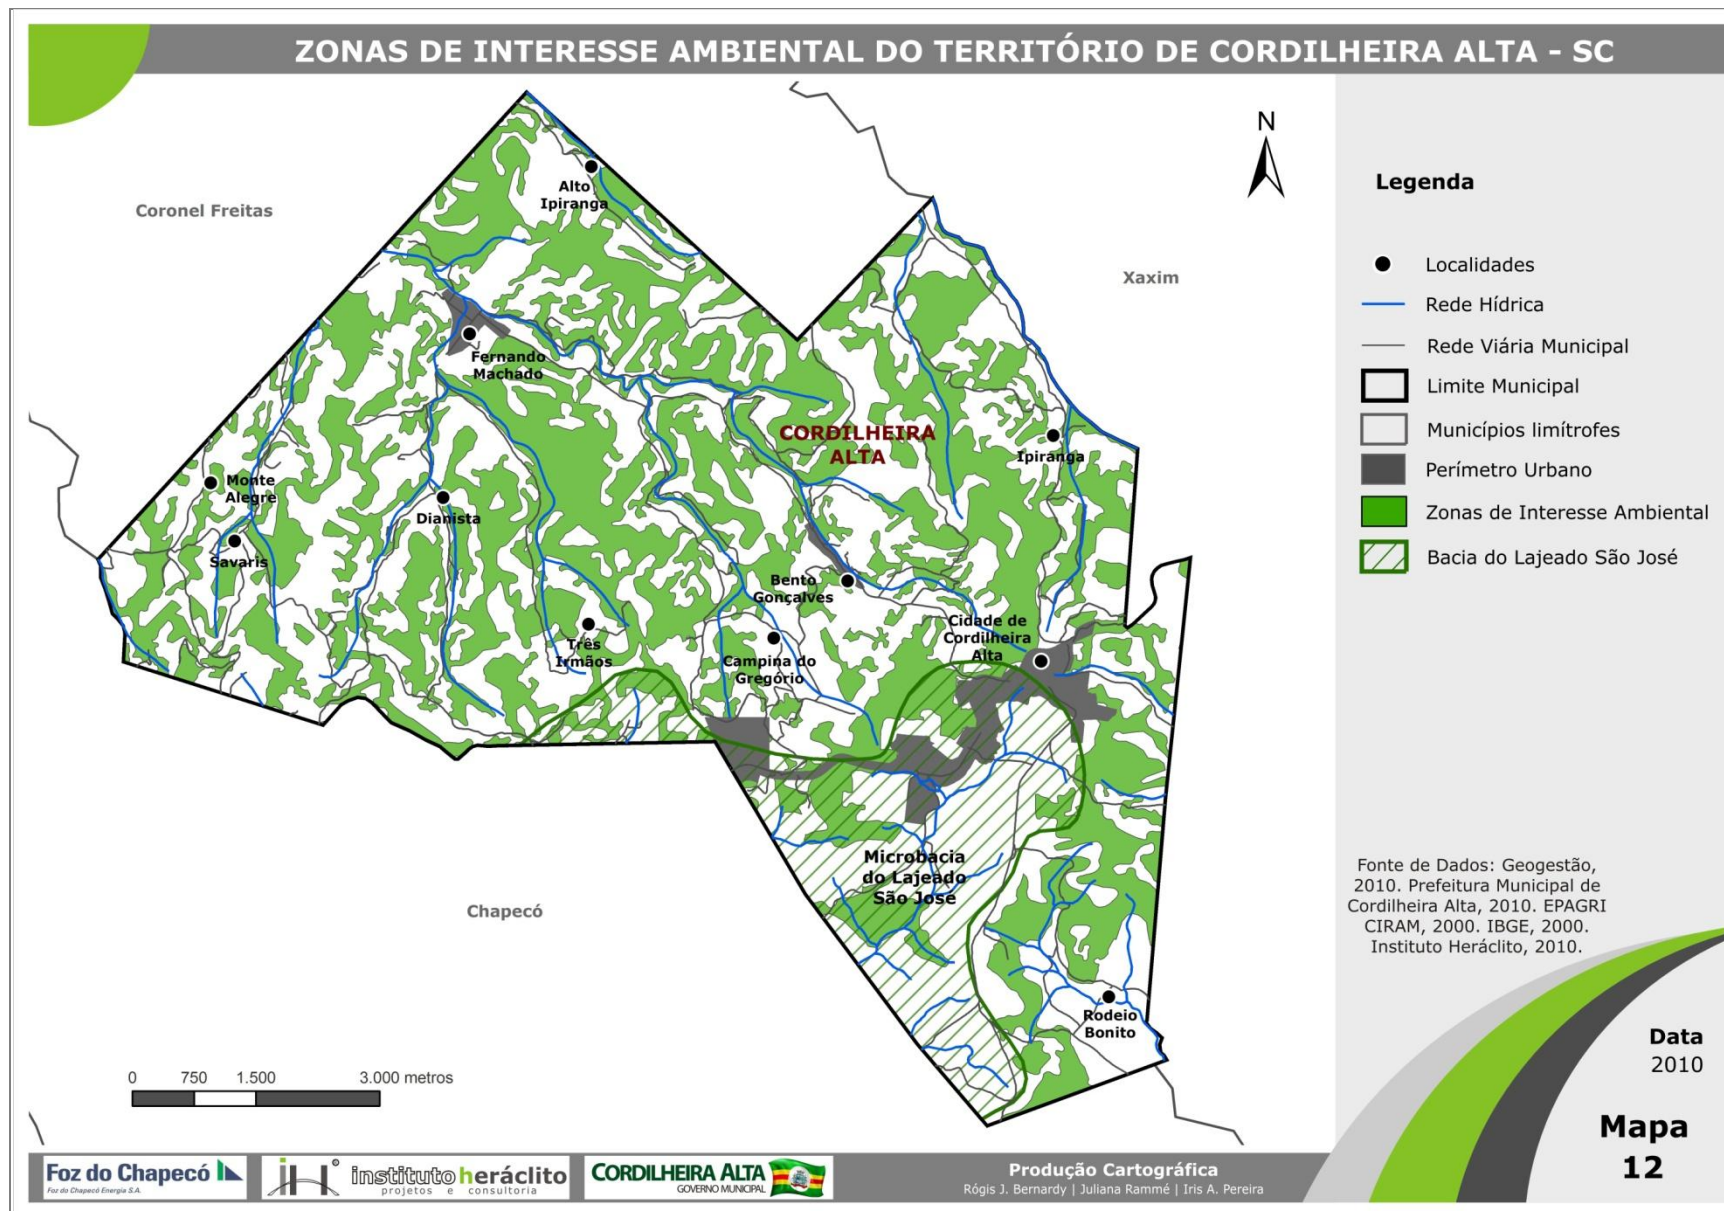 ZONAS DE INTERESSE AMBIENTAL DO TERRITÓRIO DE CORDILHEIRA ALTA - SC
N
Coronel Freitas
Xaxim
Chapecó
Alto
Ipiranga
Fernando
Machado
CORDILHEIRA
ALTA
Ipiranga
Monte
Alegre
Dianista
Savaris
Bento
Gonçalves
Três
Irmãos
Campina do
Gregório
Cidade de
Cordilheira
Alta
Microbacia
do Lajeado
São José
Rodeio
Bonito
0 750 1.500 3.000 metros
Legenda
Localidades
Rede Hídrica
Rede Viária Municipal
Limite Municipal
Municípios limítrofes
Perímetro Urbano
Zonas de Interesse Ambiental
Bacia do Lajeado São José
Fonte de Dados: Geogestão,
2010. Prefeitura Municipal de
Cordilheira Alta, 2010. EPAGRI
CIRAM, 2000. IBGE, 2000.
Instituto Heráclito, 2010.
Data
2010
Mapa
12
Foz do Chapecó
Foz do Chapecó Energia S.A.
iH
instituto heráclito
projetos e consultoria
CORDILHEIRA ALTA
GOVERNO MUNICIPAL
Produção Cartográfica
Rógis J. Bernardy | Juliana Rammé | Iris A. Pereira